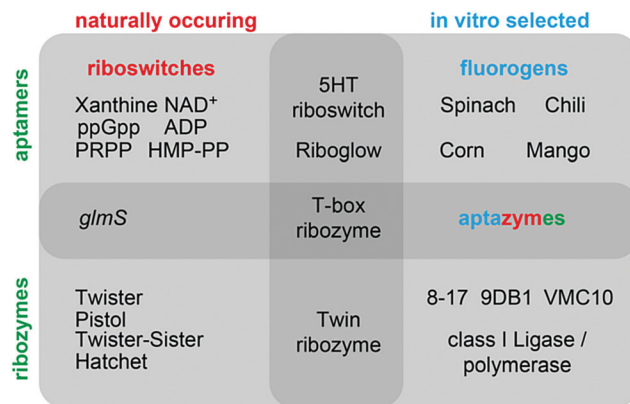 naturally occuring
in vitro selected
aptamers
riboswitches
Xanthine NAD⁺
ppGpp ADP
PRPP HMP-PP
5HT
riboswitch
Riboglow
fluorogens
Spinach Chili
Corn Mango
glmS
T-box
ribozyme
aptazymes
ribozymes
Twister
Pistol
Twister-Sister
Hatchet
Twin
ribozyme
8-17 9DB1 VMC10
class I Ligase /
polymerase